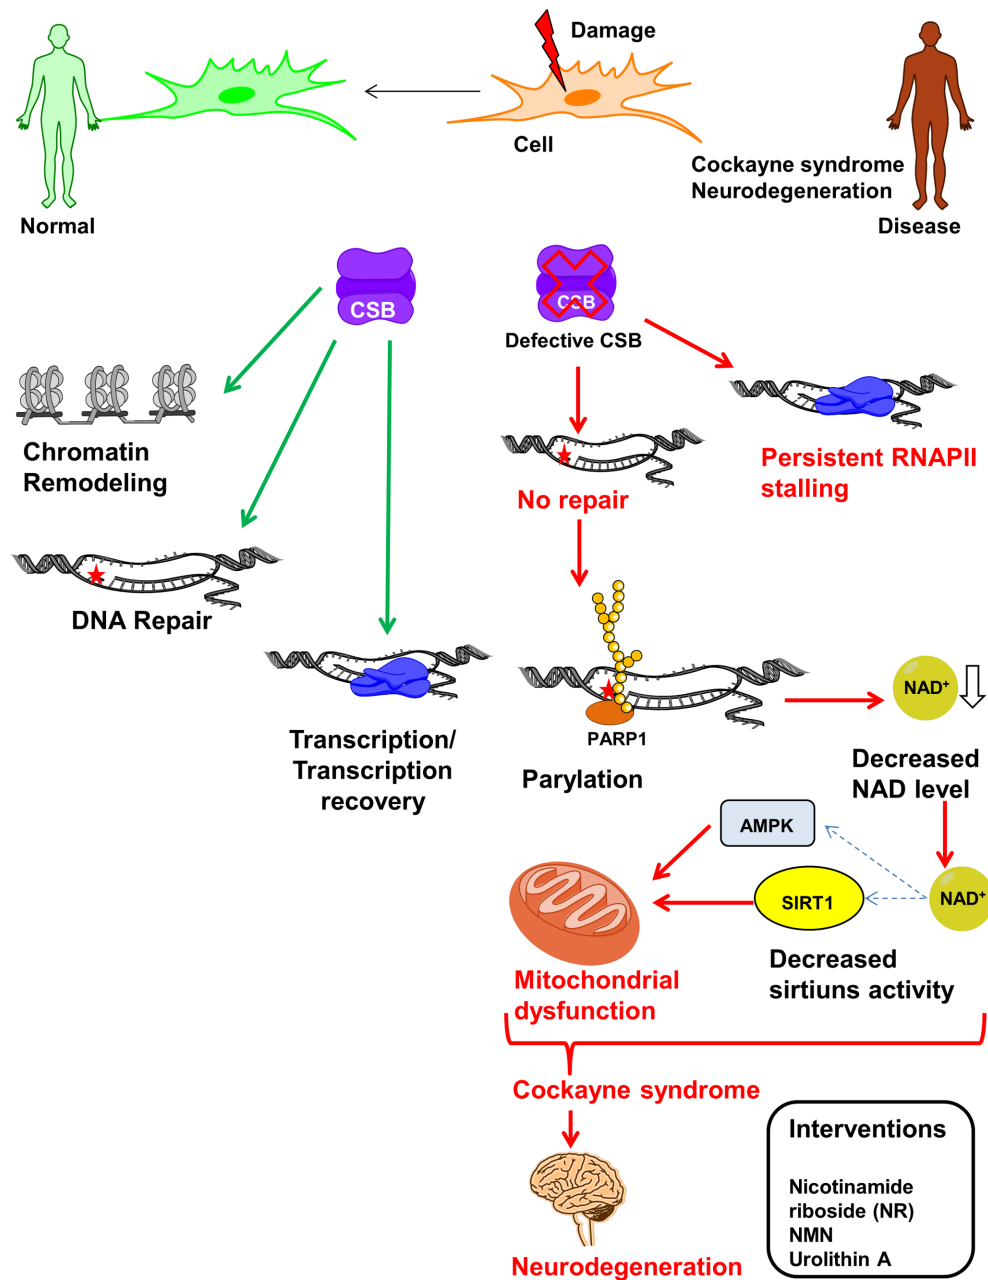 Damage
Cell
Cockayne syndrome
Neurodegeneration
Normal
Disease
CSB
CSB
Defective CSB
Chromatin
Remodeling
No repair
Persistent RNAPII
stalling
DNA Repair
PARP1
NAD+
Transcription/
Transcription
recovery
Parylation
Decreased
NAD level
AMPK
SIRT1
NAD+
Decreased
sirtiuns activity
Mitochondrial
dysfunction
Cockayne syndrome
Neurodegeneration
Interventions
Nicotinamide
riboside (NR)
NMN
Urolithin A